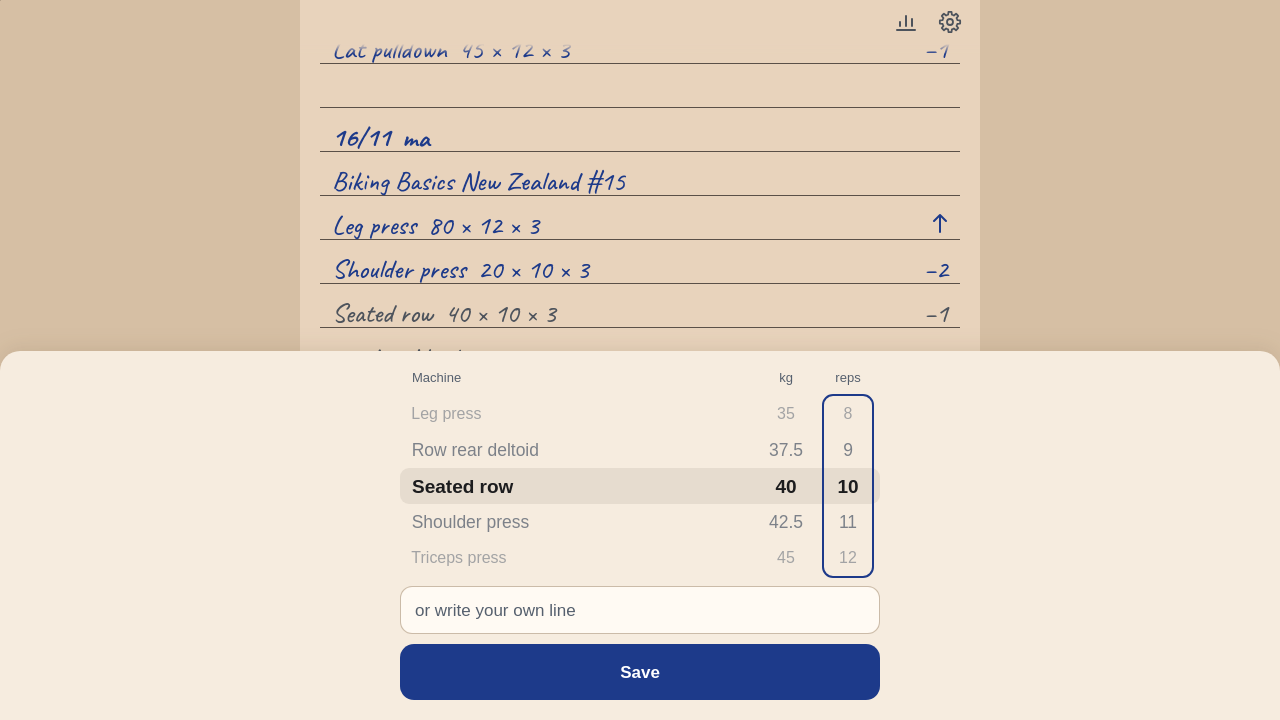 Lat pulldown 45 × 12 × 3 –1
16/11 ma
Biking Basics New Zealand #15
Leg press 80 × 12 × 3 ↑
Shoulder press 20 × 10 × 3 –2
Seated row 40 × 10 × 3 –1
Machine kg reps
Leg press 35 8
Row rear deltoid 37.5 9
Seated row 40 10
Shoulder press 42.5 11
Triceps press 45 12
or write your own line
Save